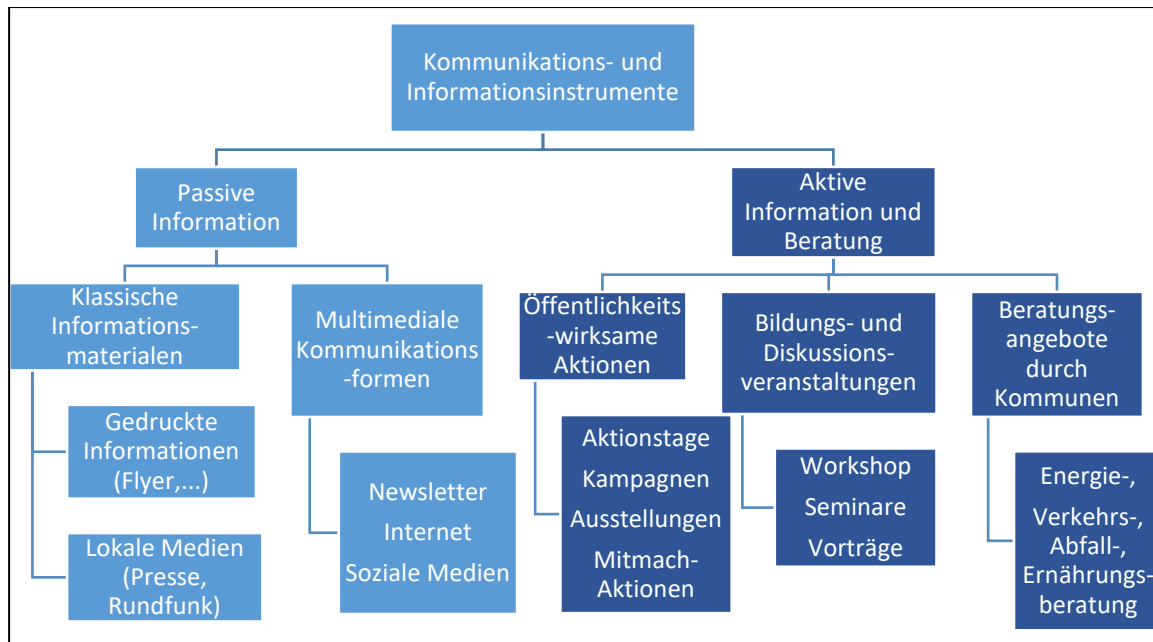 Kommunikations- und
Informationsinstrumente
Passive
Information
Aktive
Information und
Beratung
Klassische
Informations-
materialen
Multimediale
Kommunikations
-formen
Öffentlichkeits
-wirksame
Aktionen
Bildungs- und
Diskussions-
veranstaltungen
Beratungs-
angebote
durch
Kommunen
Gedruckte
Informationen
(Flyer,...)
Lokale Medien
(Presse,
Rundfunk)
Newsletter
Internet
Soziale Medien
Aktionstage
Kampagnen
Ausstellungen
Mitmach-
Aktionen
Workshop
Seminare
Vorträge
Energie-,
Verkehrs-,
Abfall-,
Ernährungs-
beratung